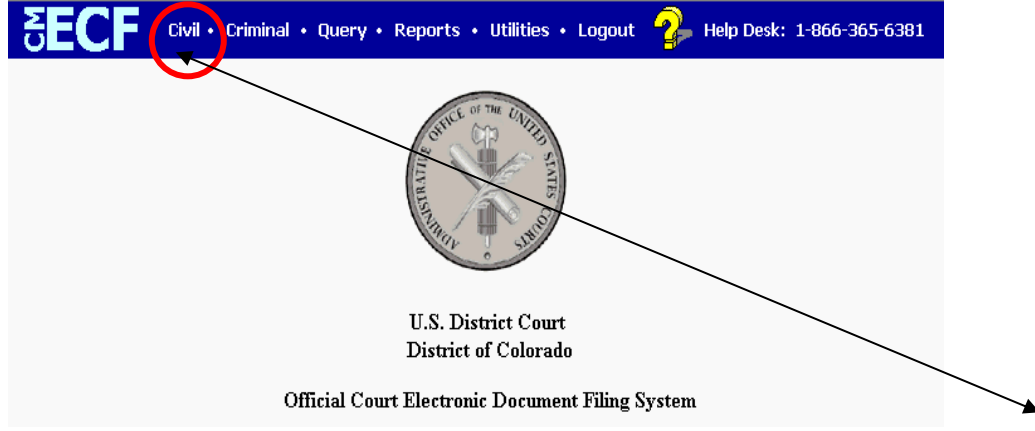 CM ECF Civil • Criminal • Query • Reports • Utilities • Logout ? Help Desk: 1-866-365-6381
ADMINISTRATIVE OFFICE OF THE UNITED STATES COURTS
U.S. District Court
District of Colorado
Official Court Electronic Document Filing System